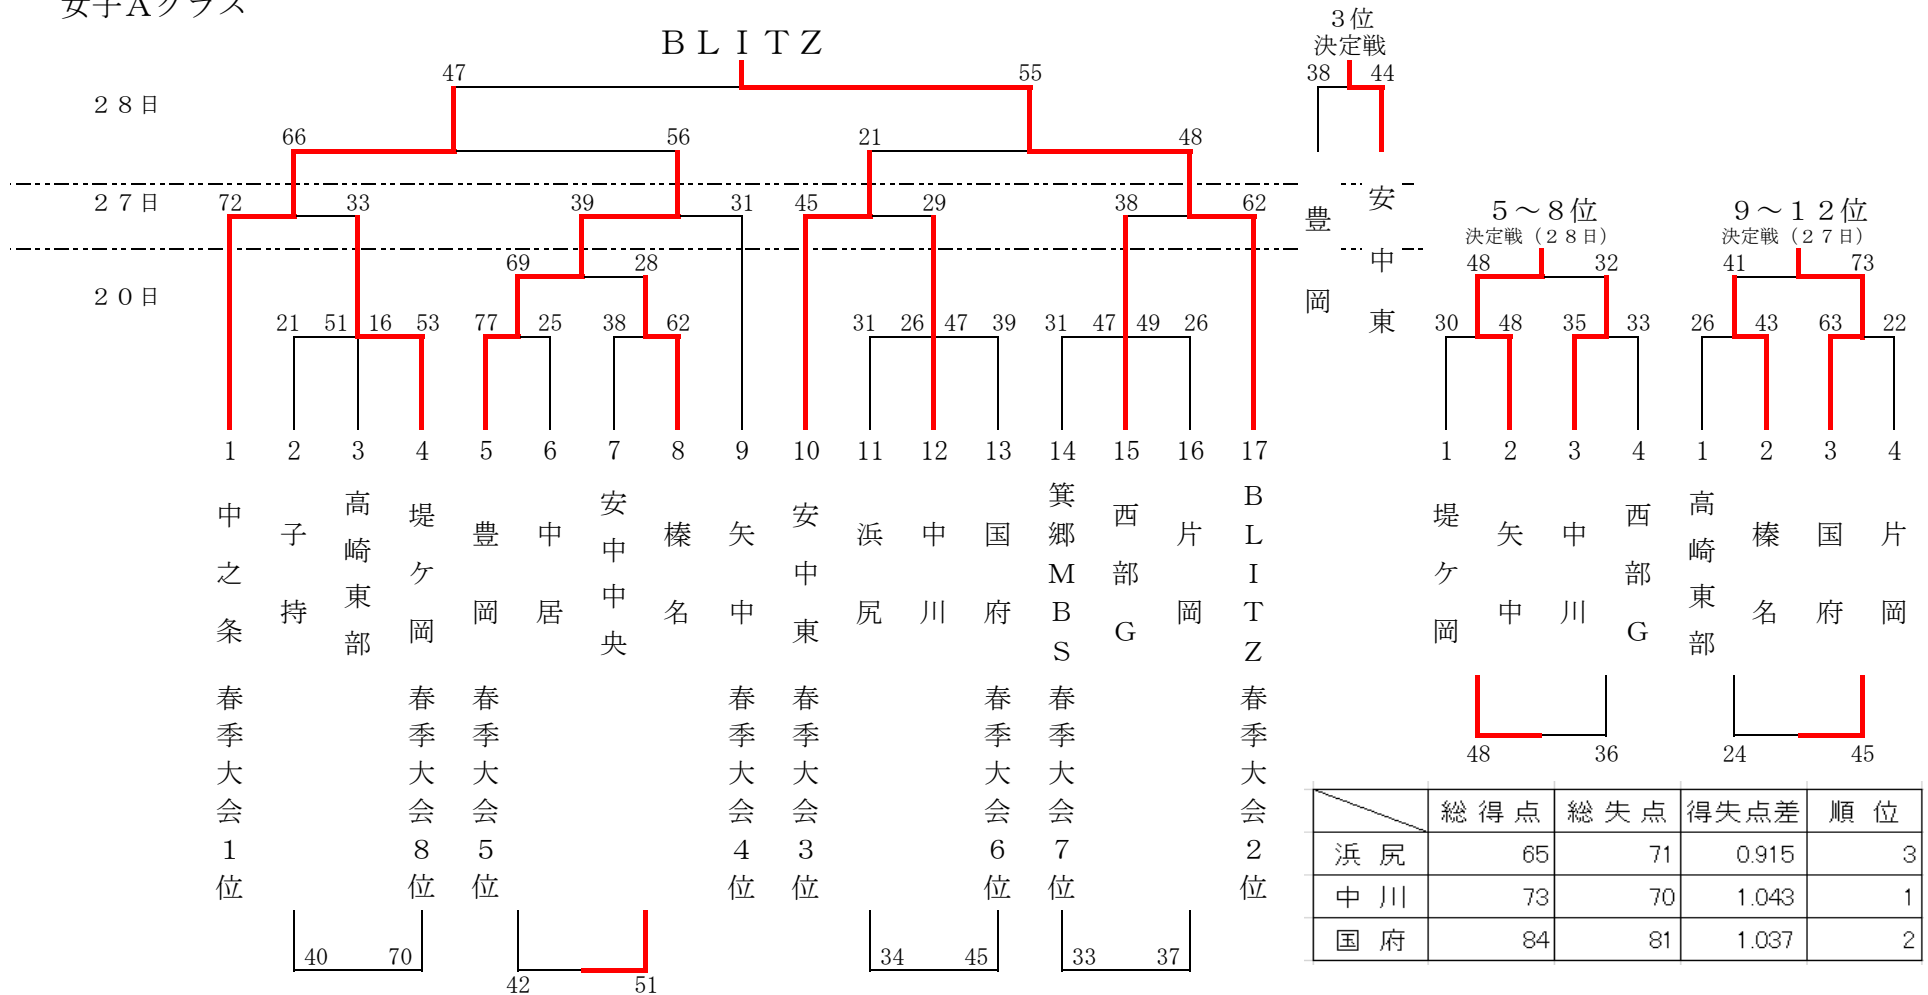 女子Aクラス
BLITZ
3位
決定戦
47 55 38 44
28日
66 56 21 48
27日
72 33 39 31 45 29 38 62
豊岡
安中東
5～8位
決定戦(28日)
9～12位
決定戦(27日)
69 28 48 32 41 73
20日
21 51 16 53 77 25 38 62 31 26 47 39 31 47 49 26 30 48 35 33 26 43 63 22
1 2 3 4 5 6 7 8 9 10 11 12 13 14 15 16 17 1 2 3 4 1 2 3 4
中之条 春季大会1位
子持
高崎東部
堤ケ岡 春季大会8位
豊岡 春季大会5位
中居
安中中央
榛名
矢中 春季大会4位
安中東 春季大会3位
浜尻
中川
国府 春季大会6位
箕郷MBS 春季大会7位
西部G
片岡
BLITZ 春季大会2位
堤ケ岡
矢中
中川
西部G
高崎東部
榛名
国府
片岡
48 36 24 45
40 70 42 51 34 45 33 37
総得点 総失点 得失点差 順位
浜尻 65 71 0.915 3
中川 73 70 1.043 1
国府 84 81 1.037 2